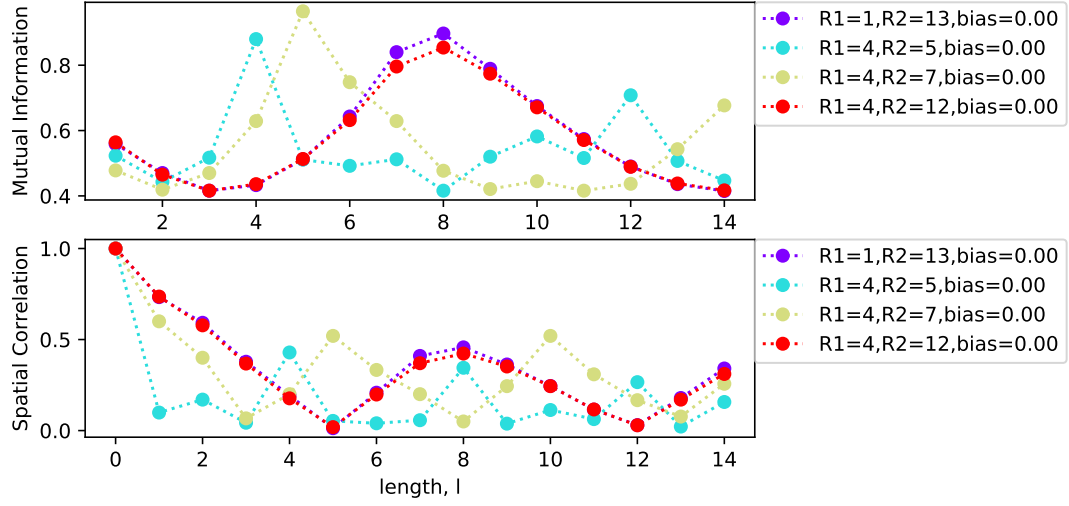 Mutual Information
0.8
0.6
0.4
2 4 6 8 10 12 14
R1=1,R2=13,bias=0.00
R1=4,R2=5,bias=0.00
R1=4,R2=7,bias=0.00
R1=4,R2=12,bias=0.00
Spatial Correlation
1.0
0.5
0.0
0 2 4 6 8 10 12 14
length, l
R1=1,R2=13,bias=0.00
R1=4,R2=5,bias=0.00
R1=4,R2=7,bias=0.00
R1=4,R2=12,bias=0.00